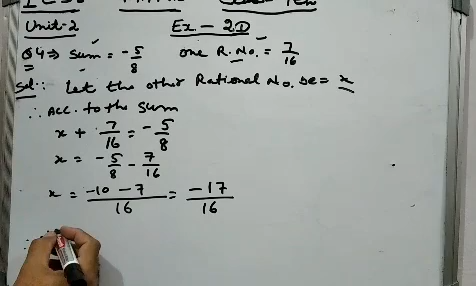 Unit-2 Ex - 2D
Q4 ⇒ Sum = -5/8 one R. No. = 7/16
Sol: Let the other Rational No. be = x
∴ Acc. to the sum
x + 7/16 = -5/8
x = -5/8 - 7/16
x = -10 - 7/16 = -17/16